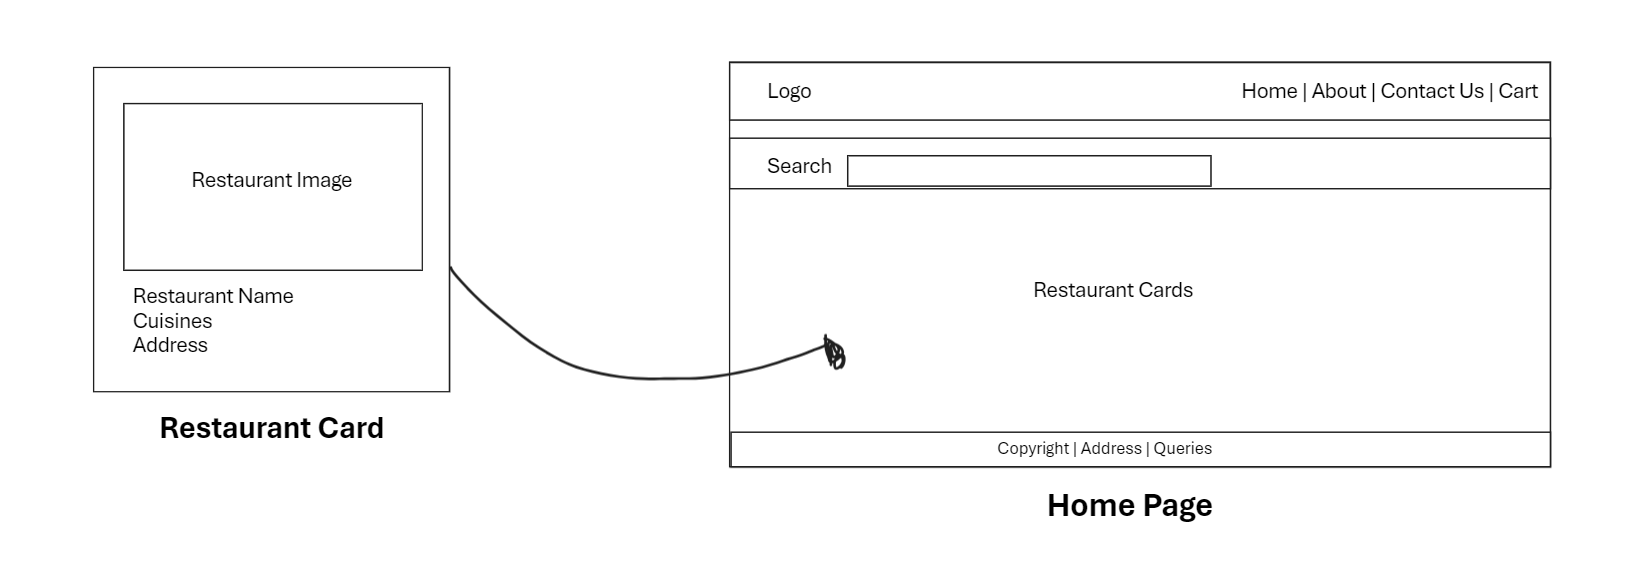 Restaurant Image
Restaurant Name
Cuisines
Address
Restaurant Card
Logo
Home | About | Contact Us | Cart
Search
Restaurant Cards
Copyright | Address | Queries
Home Page